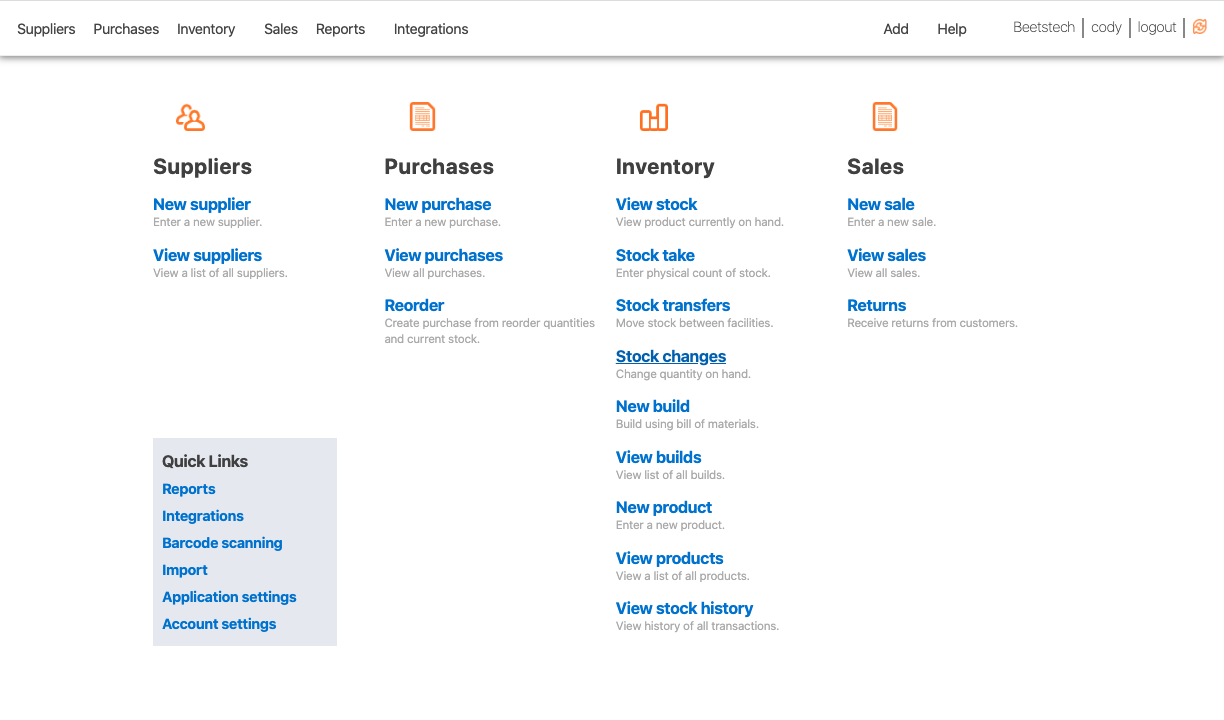 Suppliers Purchases Inventory Sales Reports Integrations Add Help Beetstech | cody | logout |
Suppliers
New supplier
Enter a new supplier.
View suppliers
View a list of all suppliers.
Purchases
New purchase
Enter a new purchase.
View purchases
View all purchases.
Reorder
Create purchase from reorder quantities
and current stock.
Inventory
View stock
View product currently on hand.
Stock take
Enter physical count of stock.
Stock transfers
Move stock between facilities.
Stock changes
Change quantity on hand.
New build
Build using bill of materials.
View builds
View list of all builds.
New product
Enter a new product.
View products
View a list of all products.
View stock history
View history of all transactions.
Sales
New sale
Enter a new sale.
View sales
View all sales.
Returns
Receive returns from customers.
Quick Links
Reports
Integrations
Barcode scanning
Import
Application settings
Account settings